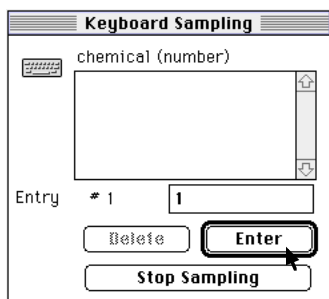 Keyboard Sampling
chemical (number)
Entry # 1 1
Delete Enter
Stop Sampling